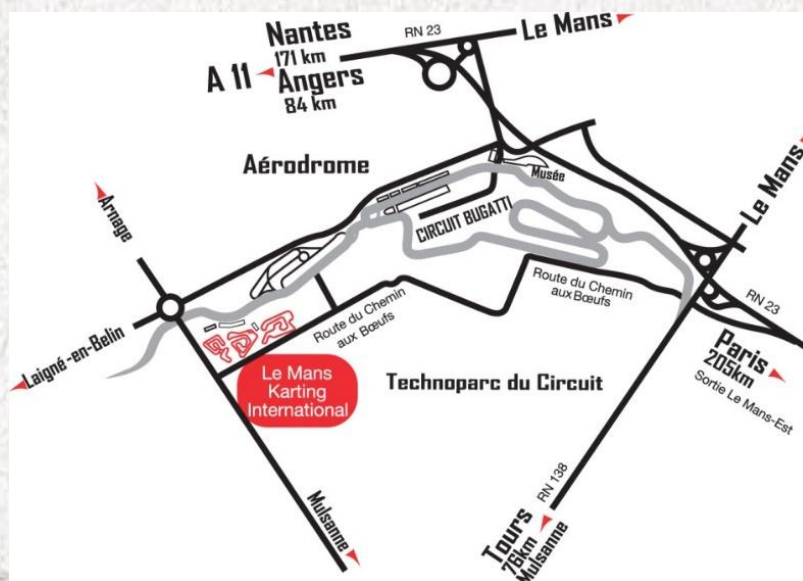 RN 23
Le Mans
Nantes
171 km
A 11
Angers
84 km
Aérodrome
Musée
CIRCUIT BUGATTI
Arnage
Le Mans
Route du Chemin
aux Bœufs
Route du Chemin
aux Bœufs
RN 23
Laigné-en-Belin
Le Mans
Karting
International
Technoparc du Circuit
Paris
205km
Sortie Le Mans-Est
Mulsanne
RN 138
Tours
76km
Mulsanne